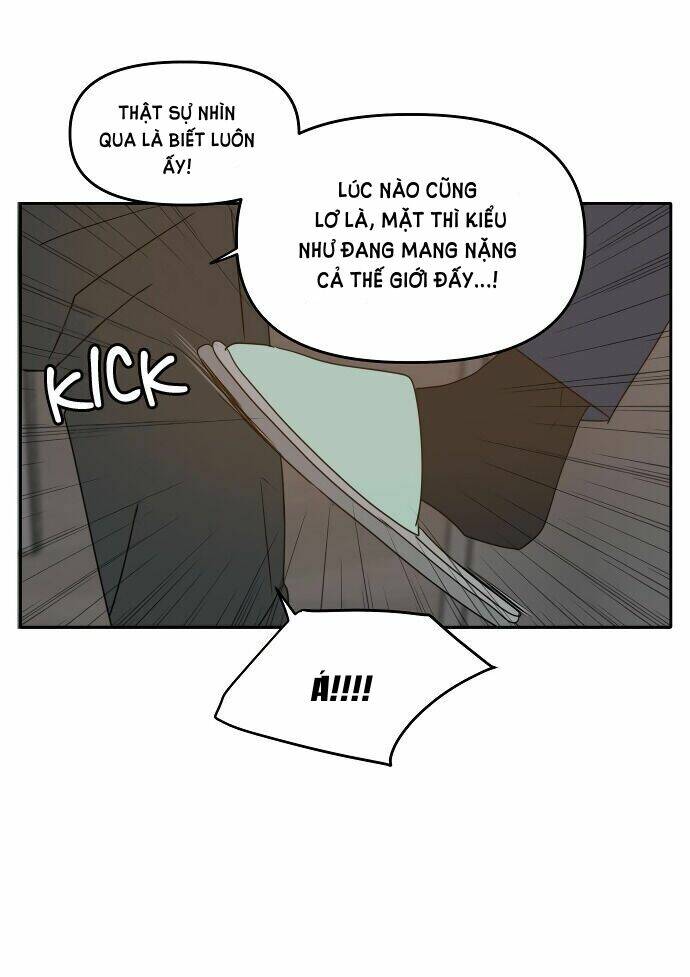 THẬT SỰ NHÌN
QUA LÀ BIẾT LUÔN
ẤY!
LÚC NÀO CŨNG
LƠ LÀ, MẶT THÌ KIỂU
NHƯ ĐANG MANG NẶNG
CẢ THẾ GIỚI ĐẤY...!
KICK
Á!!!!